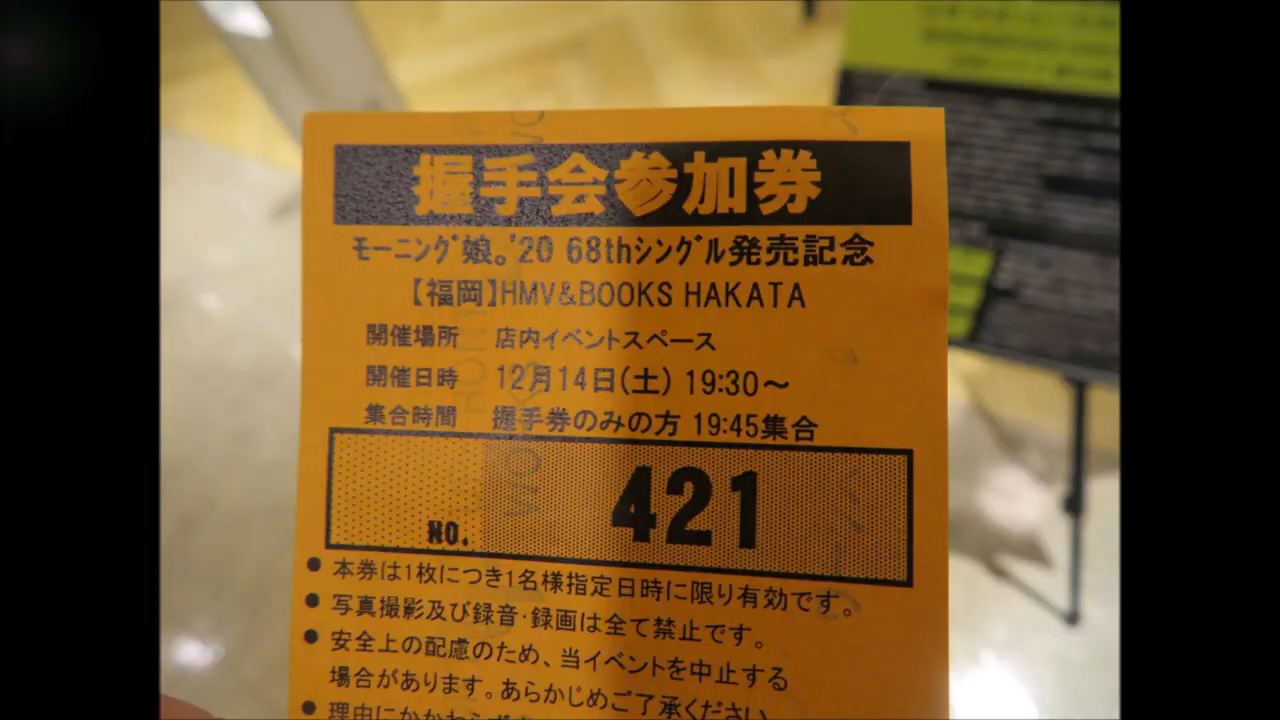 握手会参加券
モーニング娘。'20 68thシングル発売記念
【福岡】HMV&BOOKS HAKATA
開催場所 店内イベントスペース
開催日時 12月14日(土) 19:30～
集合時間 握手券のみの方 19:45集合
NO. 421
● 本券は1枚につき1名様指定日時に限り有効です。
● 写真撮影及び録音・録画は全て禁止です。
● 安全上の配慮のため、当イベントを中止する
場合があります。あらかじめご了承ください
● 理由にかかわらず